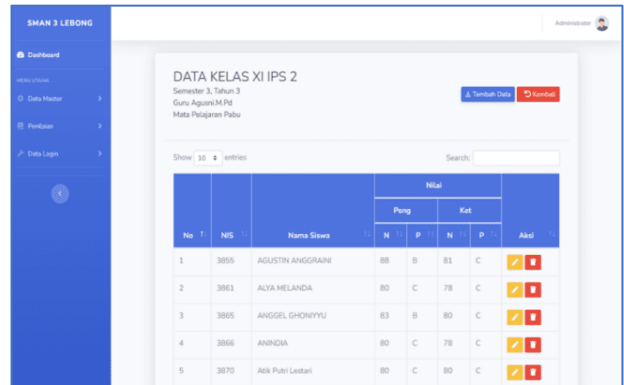 SMAN 3 LEBONG
Administrator
Dashboard
MENU UTAMA
Data Master
Penilaian
Data Login
DATA KELAS XI IPS 2
Semester 3, Tahun 3
Guru Agusni.M.Pd
Mata Pelajaran Pabu
Tambah Data Kembali
Show 10 entries
Search:
Nilai
Peng Ket
No NIS Nama Siswa N P N P Aksi
1 3855 AGUSTIN ANGGRAINI 88 B 81 C
2 3861 ALYA MELANDA 80 C 78 C
3 3865 ANGGEL GHONIYYU 83 B 80 C
4 3866 ANINDIA 80 C 78 C
5 3870 Atik Putri Lestari 80 C 80 C